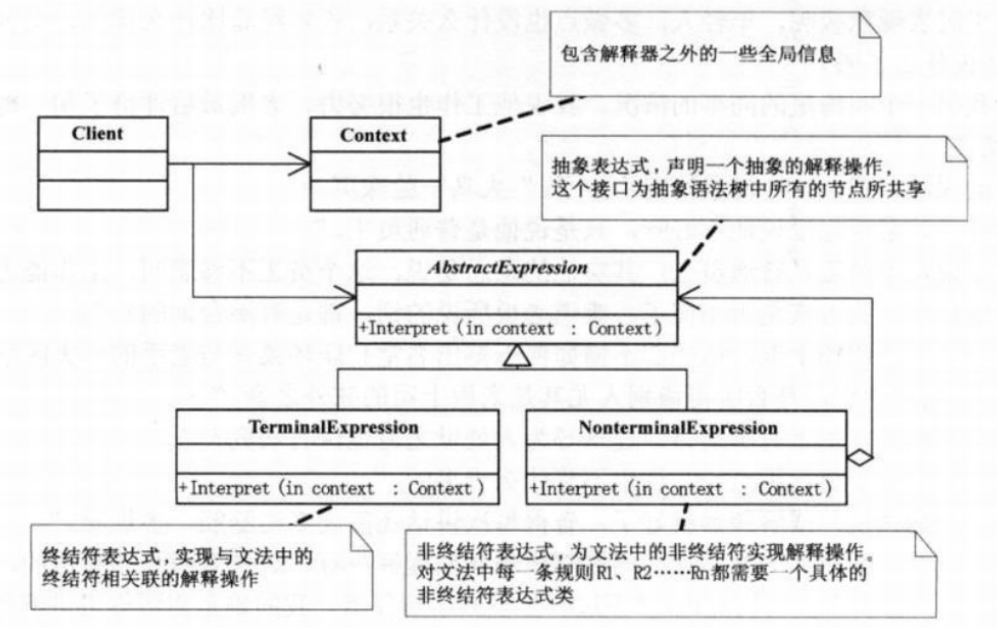 包含解释器之外的一些全局信息
Client
Context
抽象表达式，声明一个抽象的解释操作，
这个接口为抽象语法树中所有的节点所共享
AbstractExpression
+Interpret (in context : Context)
TerminalExpression
+Interpret (in context : Context)
NonterminalExpression
+Interpret (in context : Context)
终结符表达式，实现与文法中的
终结符相关联的解释操作
非终结符表达式，为文法中的非终结符实现解释操作。
对文法中每一条规则R1、R2……Rn都需要一个具体的
非终结符表达式类